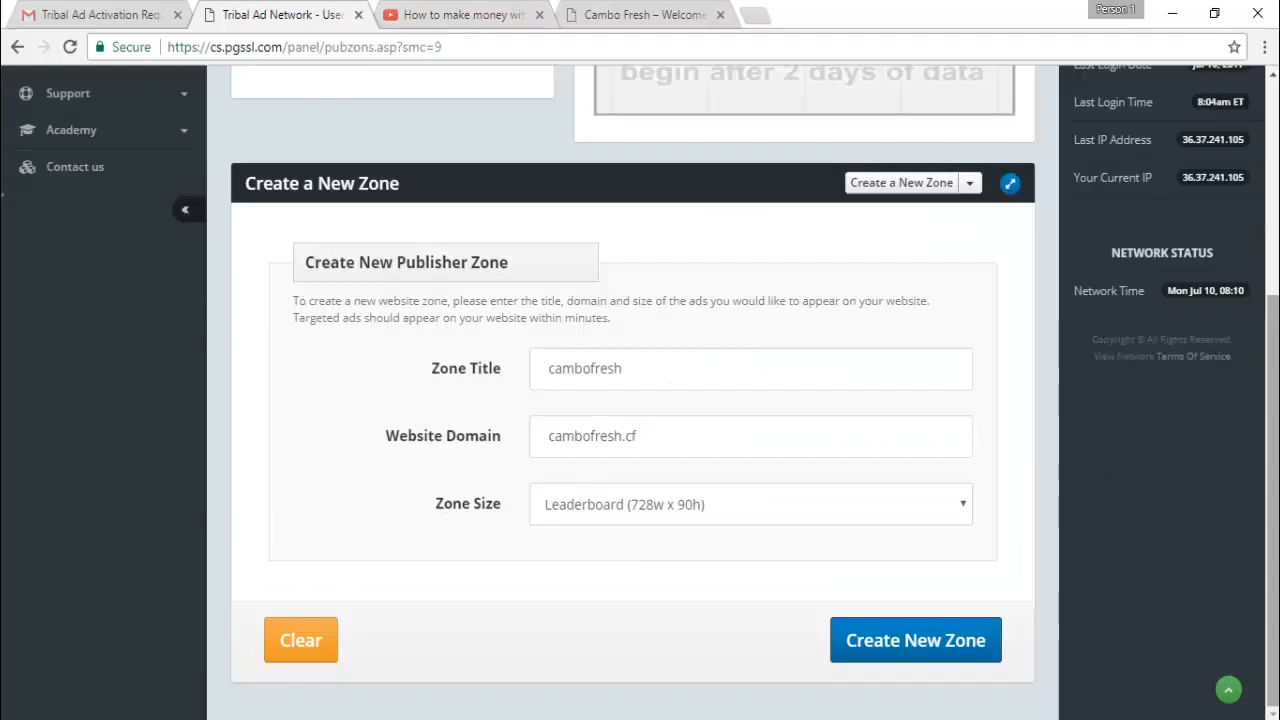 Tribal Ad Activation Req
Tribal Ad Network - User
How to make money wit
Cambo Fresh – Welcome
Person 1
Secure
https://cs.pgssl.com/panel/pubzons.asp?smc=9
Support
Academy
Contact us
begin after 2 days of data
Create a New Zone
Create a New Zone
Create New Publisher Zone
To create a new website zone, please enter the title, domain and size of the ads you would like to appear on your website.
Targeted ads should appear on your website within minutes.
Zone Title
cambofresh
Website Domain
cambofresh.cf
Zone Size
Leaderboard (728w x 90h)
Clear
Create New Zone
Last Login Date
Last Login Time
8:04am ET
Last IP Address
36.37.241.105
Your Current IP
36.37.241.105
NETWORK STATUS
Network Time
Mon Jul 10, 08:10
Copyright © All Rights Reserved.
View Network Terms Of Service